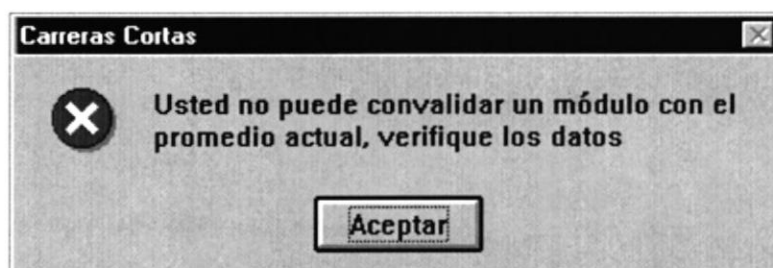 Carreras Cortas
Usted no puede convalidar un módulo con el
promedio actual, verifique los datos
Aceptar